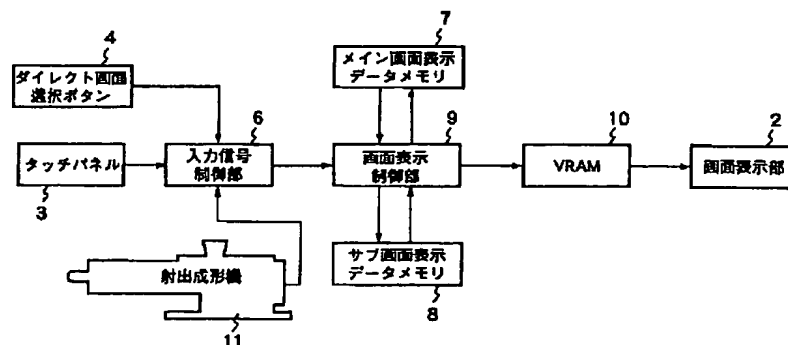 4
ダイレクト画面
選択ボタン
タッチパネル
3
6
入力信号
制御部
射出成形機
11
7
メイン画面表示
データメモリ
9
画面表示
制御部
サブ画面表示
データメモリ
8
10
VRAM
2
画面表示部